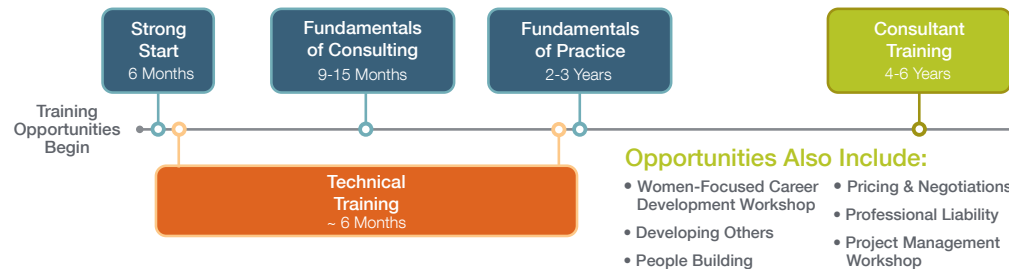 Strong
Start
6 Months
Fundamentals
of Consulting
9-15 Months
Fundamentals
of Practice
2-3 Years
Consultant
Training
4-6 Years
Training
Opportunities
Begin
Technical
Training
~ 6 Months
Opportunities Also Include:
• Women-Focused Career
Development Workshop
• Developing Others
• People Building
• Pricing & Negotiations
• Professional Liability
• Project Management
Workshop